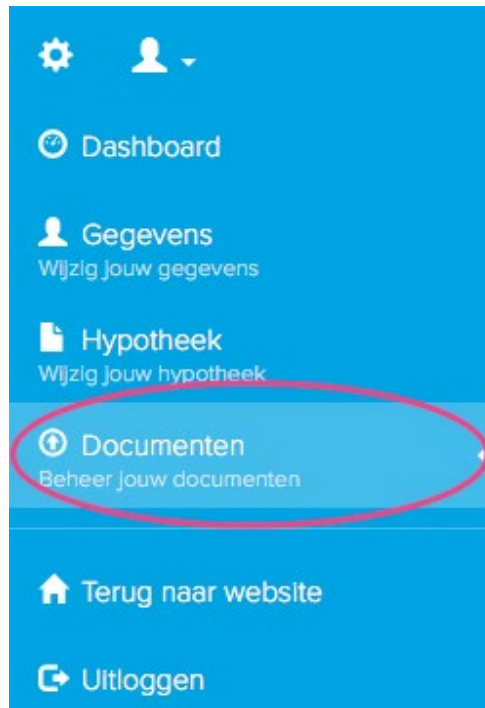 Dashboard
Gegevens
Wijzig jouw gegevens
Hypotheek
Wijzig jouw hypotheek
Documenten
Beheer jouw documenten
Terug naar website
Uitloggen